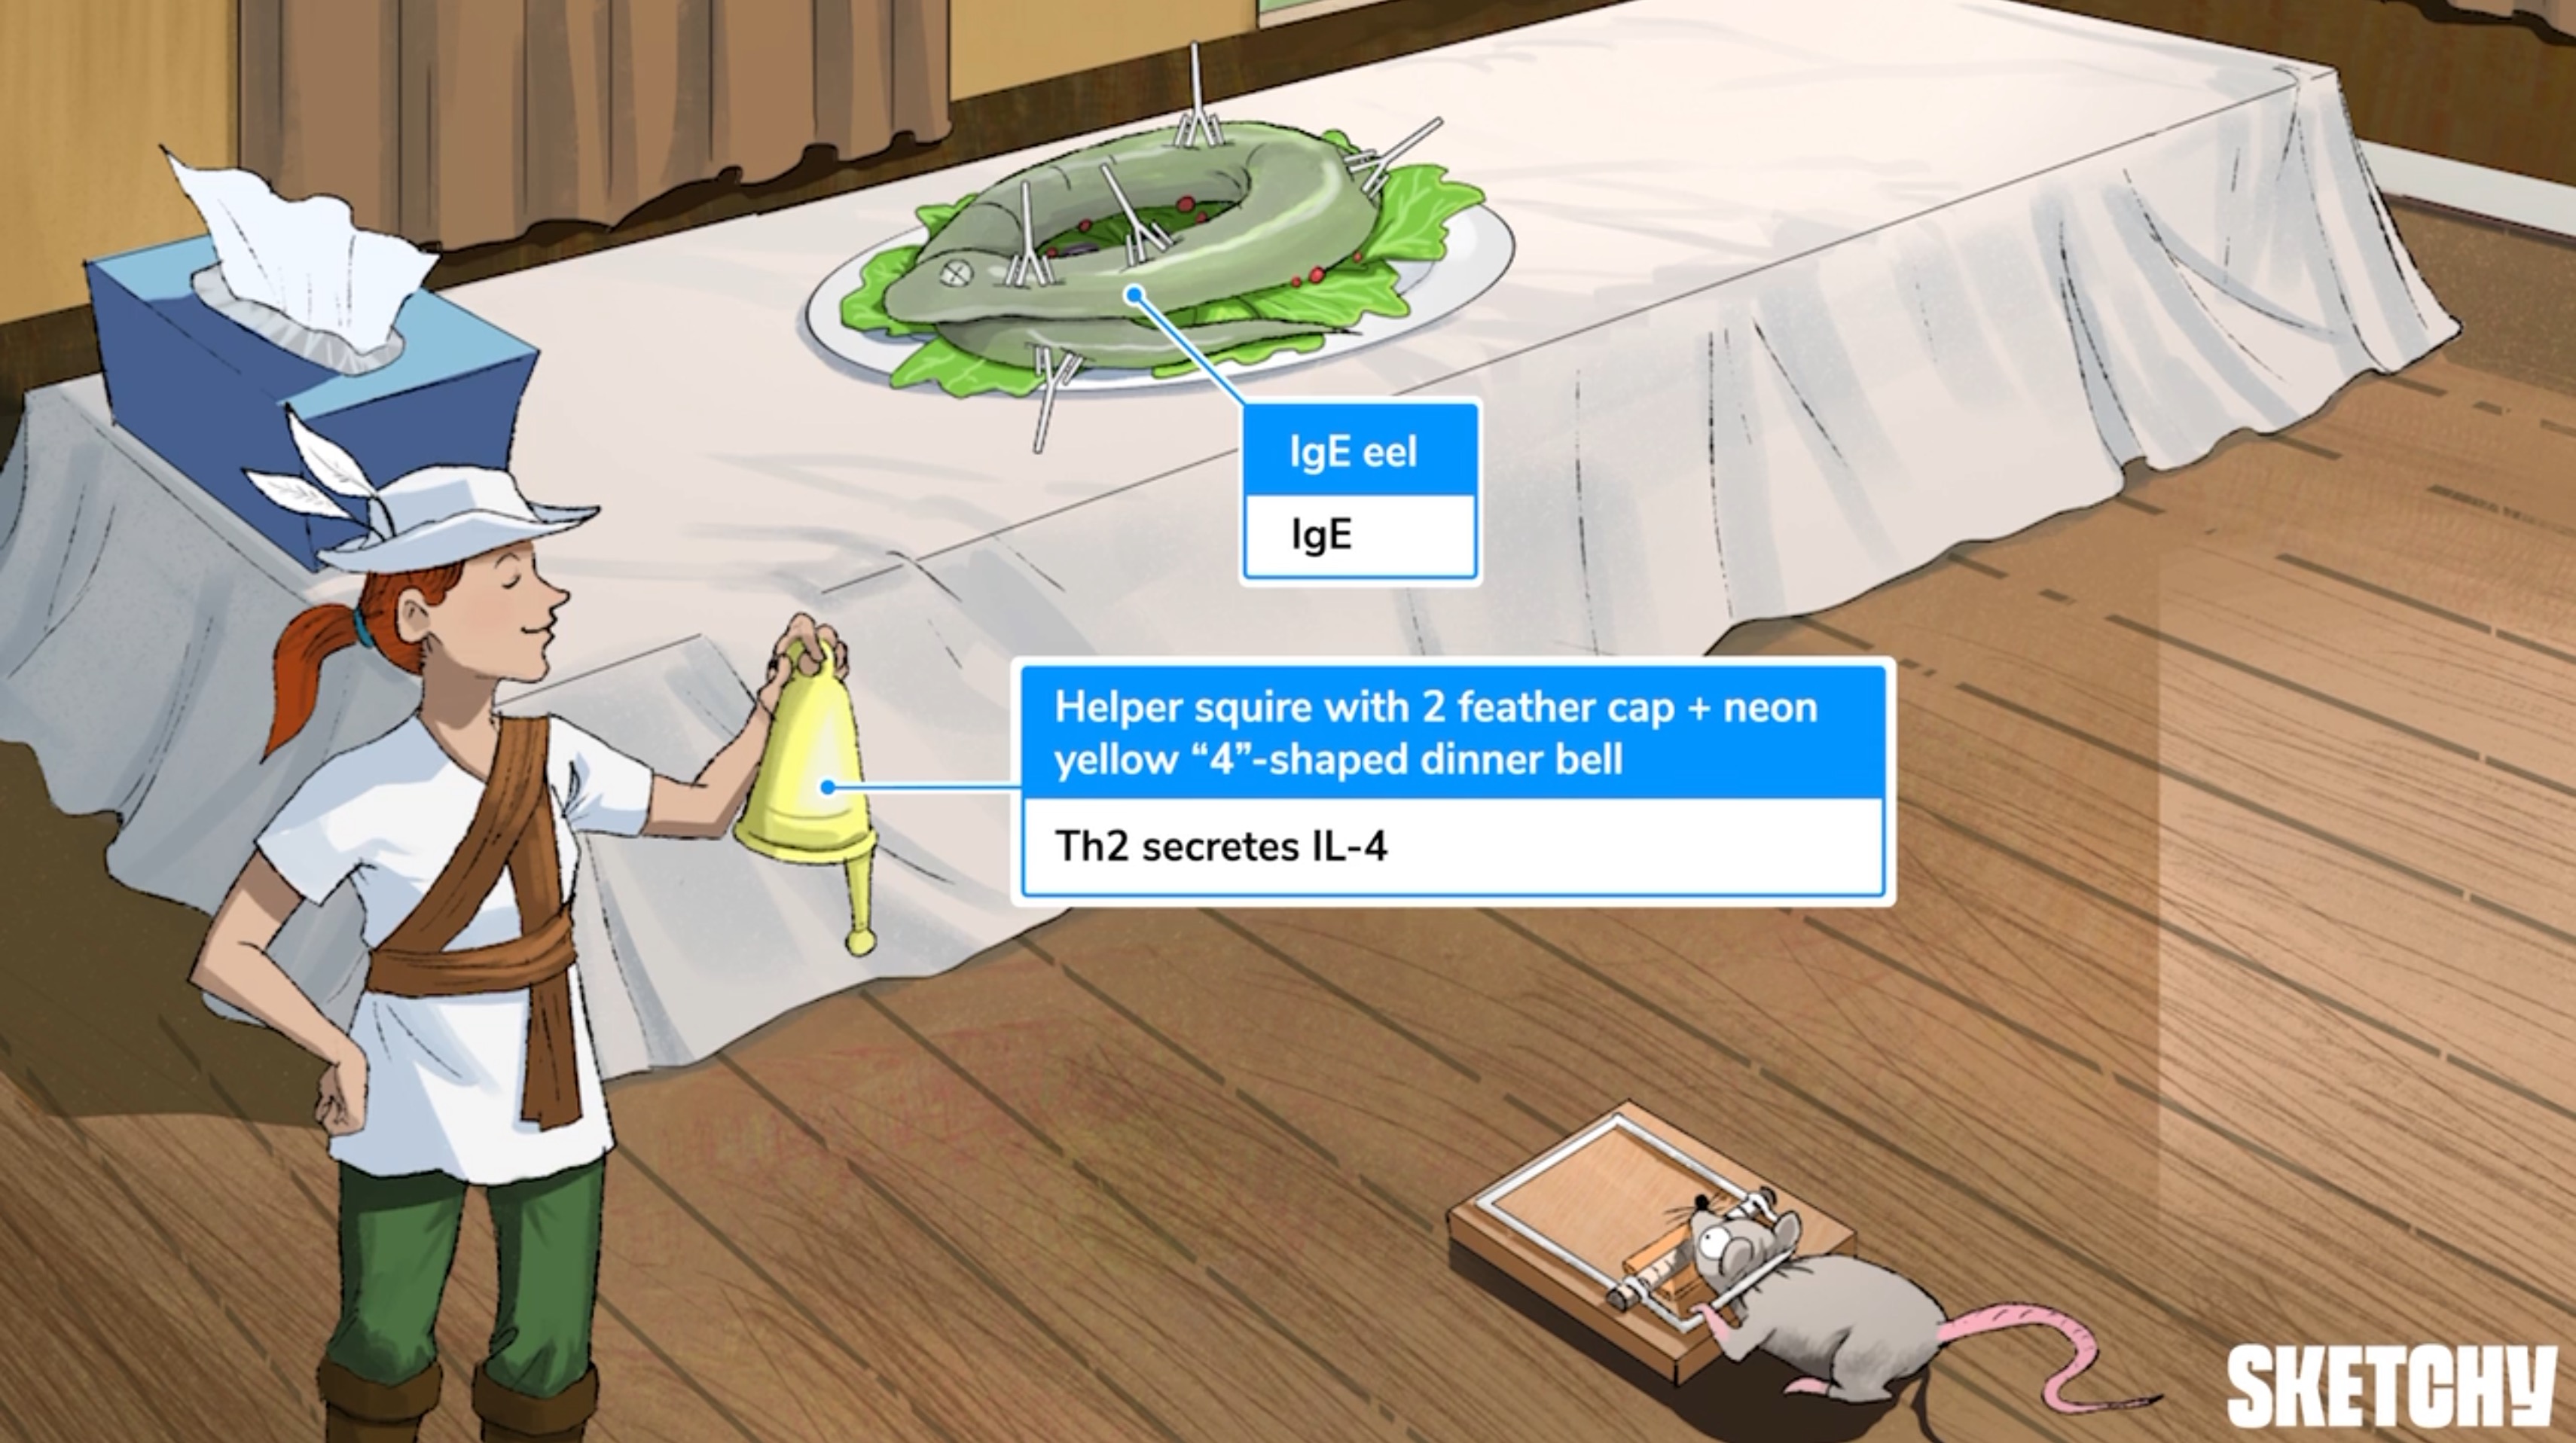 IgE eel
IgE
Helper squire with 2 feather cap + neon
yellow “4”-shaped dinner bell
Th2 secretes IL-4
SKETCHY